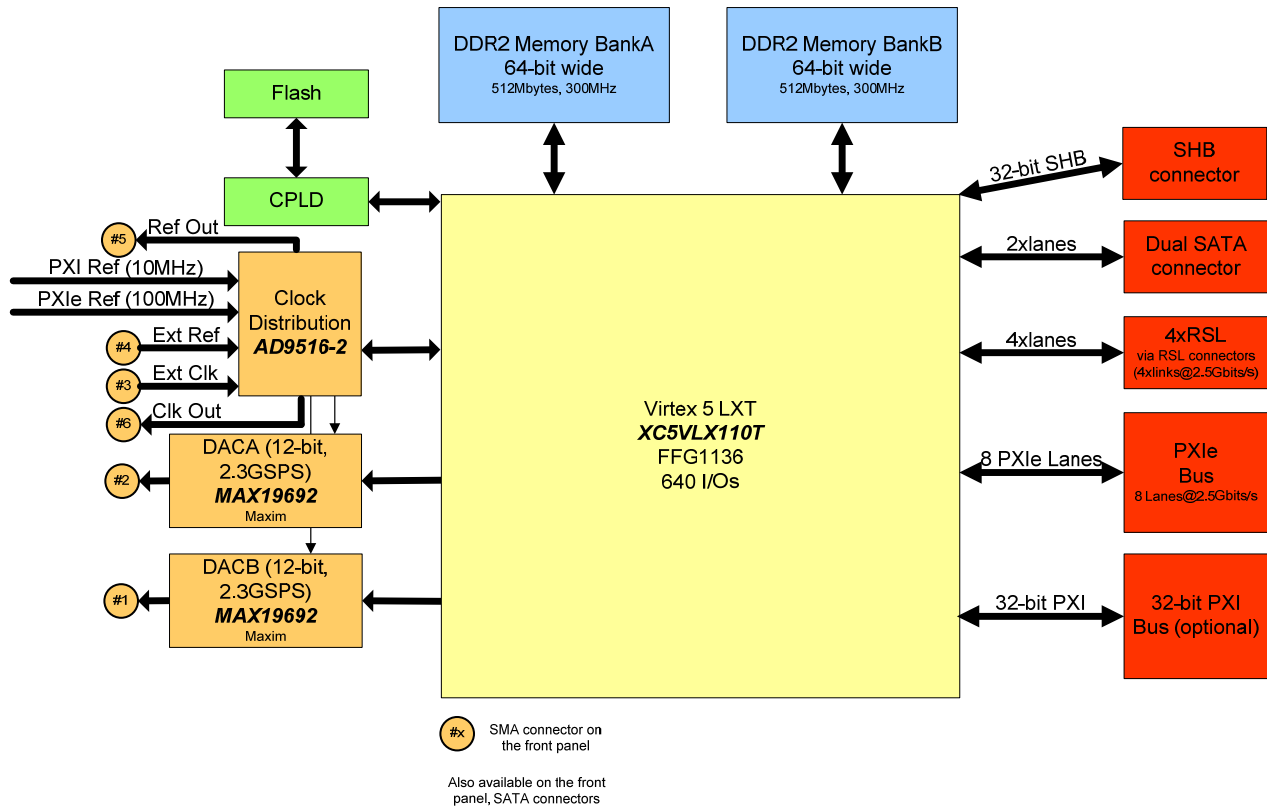 DDR2 Memory BankA
64-bit wide
512Mbytes, 300MHz
DDR2 Memory BankB
64-bit wide
512Mbytes, 300MHz
Flash
CPLD
32-bit SHB
SHB
connector
#5
Ref Out
PXI Ref (10MHz)
PXIe Ref (100MHz)
#4
Ext Ref
#3
Ext Clk
#6
Clk Out
Clock
Distribution
AD9516-2
2xlanes
Dual SATA
connector
4xlanes
4xRSL
via RSL connectors
(4xlinks@2.5Gbits/s)
Virtex 5 LXT
XC5VLX110T
FFG1136
640 I/Os
#2
DACA (12-bit,
2.3GSPS)
MAX19692
Maxim
8 PXIe Lanes
PXIe
Bus
8 Lanes@2.5Gbits/s
#1
DACB (12-bit,
2.3GSPS)
MAX19692
Maxim
32-bit PXI
32-bit PXI
Bus (optional)
#x
SMA connector on
the front panel
Also available on the front
panel, SATA connectors